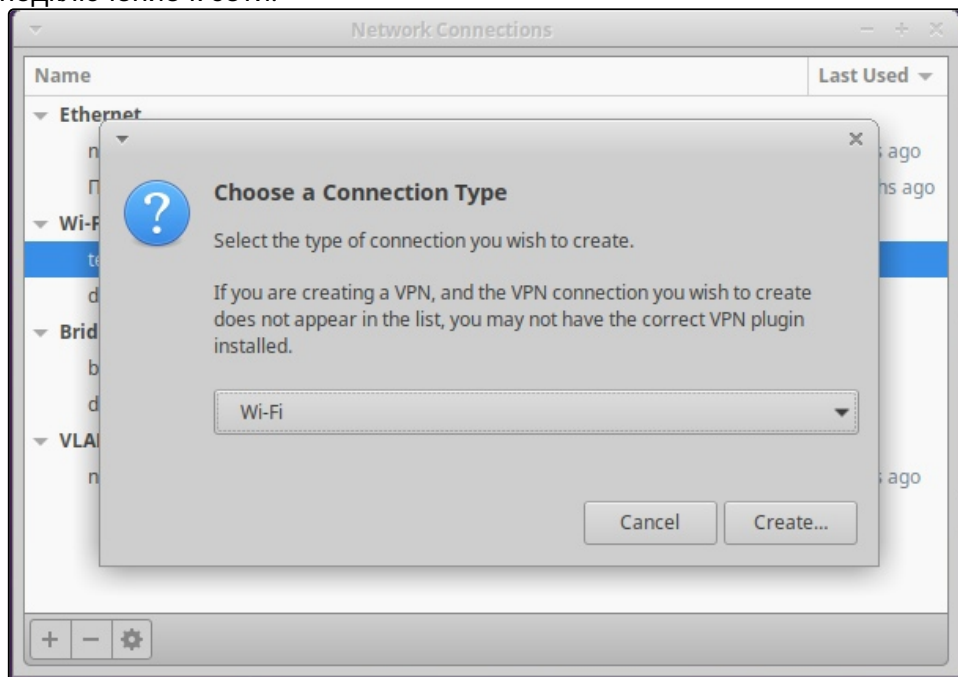 Network Connections
Name Last Used
Ethernet
s ago
hs ago
Choose a Connection Type
Select the type of connection you wish to create.
If you are creating a VPN, and the VPN connection you wish to create
does not appear in the list, you may not have the correct VPN plugin
installed.
Wi-Fi
s ago
Cancel Create...